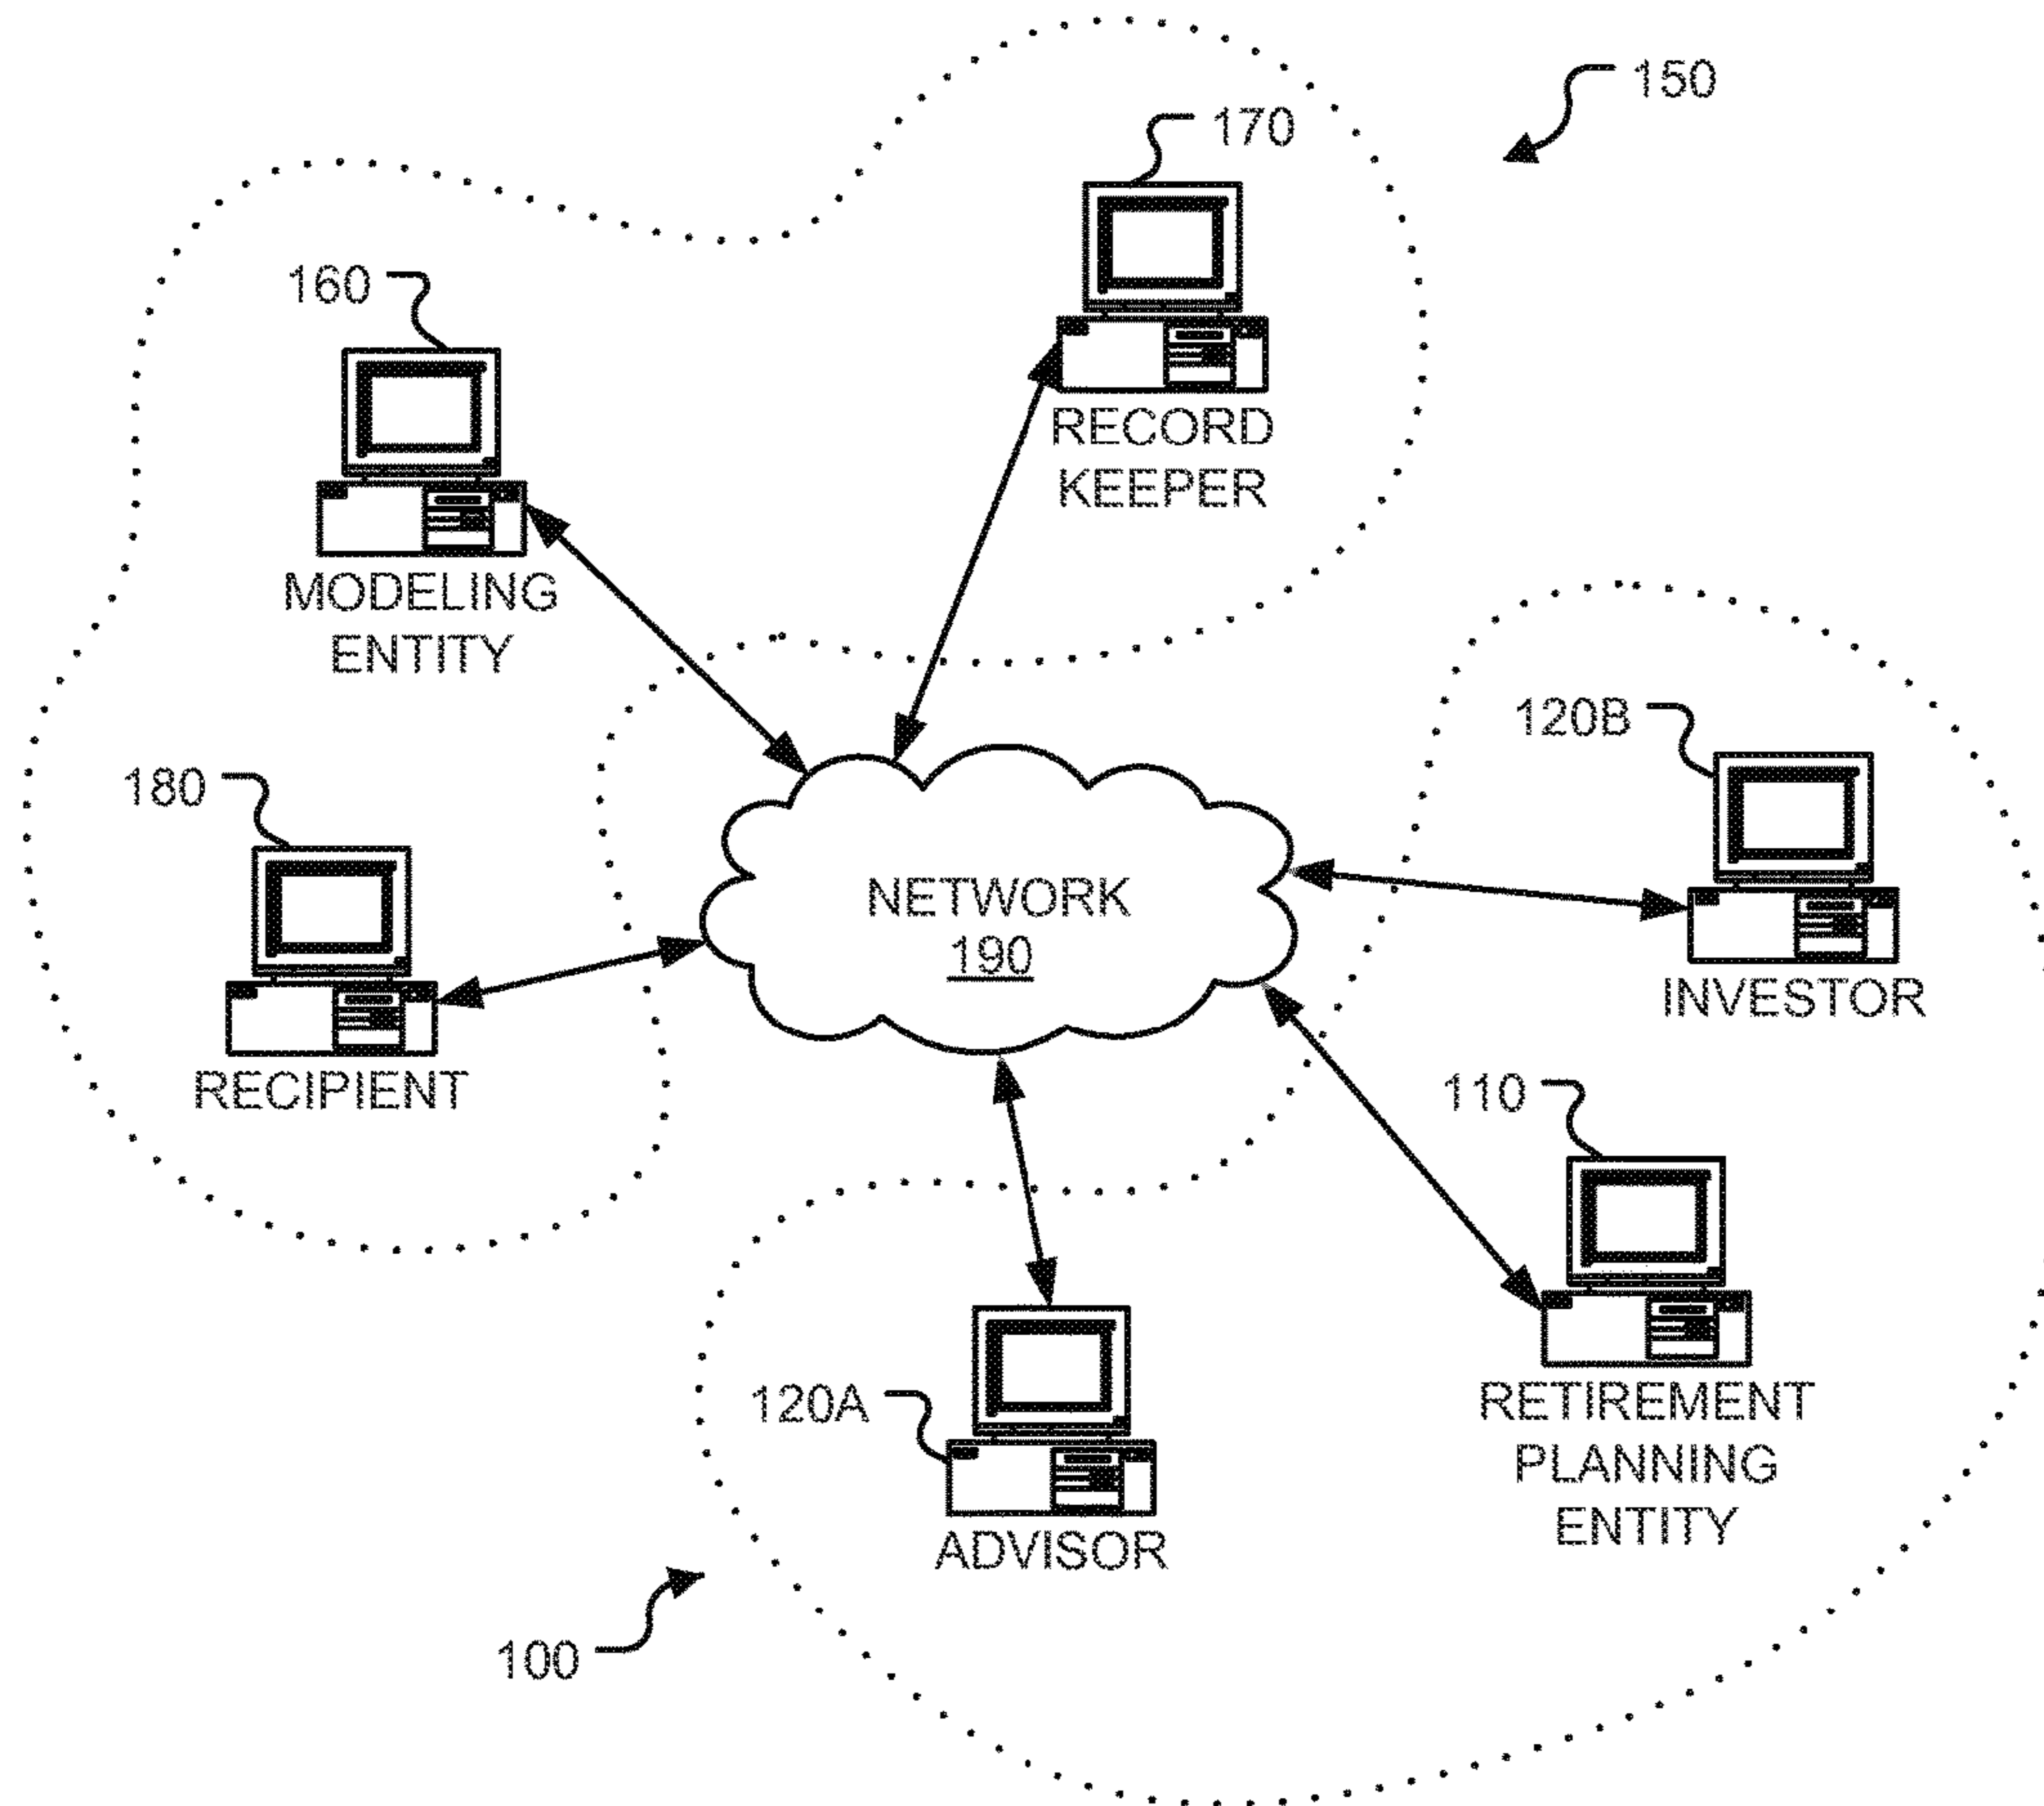 150
170
RECORD
KEEPER
160
MODELING
ENTITY
120B
INVESTOR
180
RECIPIENT
NETWORK
190
110
RETIREMENT
PLANNING
ENTITY
120A
ADVISOR
100